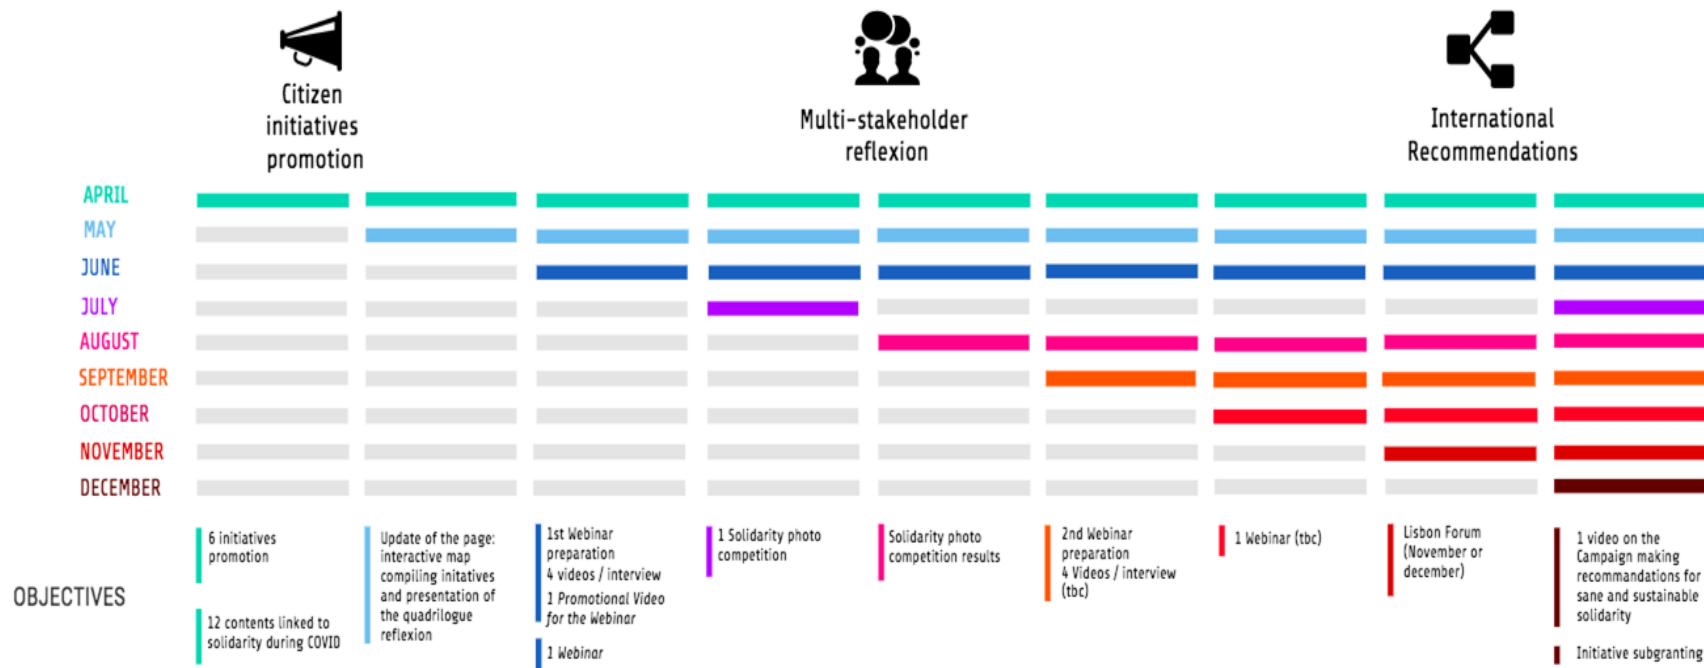 Citizen
initiatives
promotion
Multi-stakeholder
reflexion
International
Recommendations
APRIL
MAY
JUNE
JULY
AUGUST
SEPTEMBER
OCTOBER
NOVEMBER
DECEMBER
OBJECTIVES
6 initiatives
promotion
12 contents linked to
solidarity during COVID
Update of the page:
interactive map
compiling initatives
and presentation of
the quadrilogue
reflexion
1st Webinar
preparation
4 videos / interview
1 Promotional Video
for the Webinar
1 Webinar
1 Solidarity photo
competition
Solidarity photo
competition results
2nd Webinar
preparation
4 Videos / interview
(tbc)
1 Webinar (tbc)
Lisbon Forum
(November or
december)
1 video on the
Campaign making
recommandations for
sane and sustainable
solidarity
Initiative subgranting